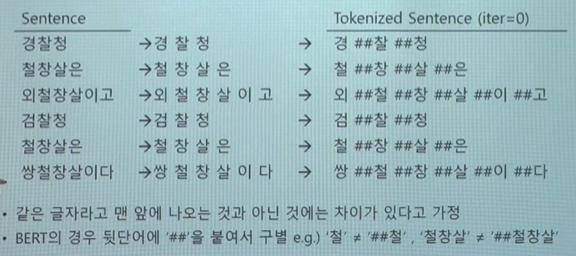 Sentence Tokenized Sentence (iter=0)
경찰청 →경 찰 청 → 경 ##찰 ##청
철창살은 →철 창 살 은 → 철 ##창 ##살 ##은
외철창살이고 →외 철 창 살 이 고 → 외 ##철 ##창 ##살 ##이 ##고
검찰청 →검 찰 청 → 검 ##찰 ##청
철창살은 →철 창 살 은 → 철 ##창 ##살 ##은
쌍철창살이다 →쌍 철 창 살 이 다 → 쌍 ##철 ##창 ##살 ##이 ##다
• 같은 글자라고 맨 앞에 나오는 것과 아닌 것에는 차이가 있다고 가정
• BERT의 경우 뒷단어에 '##'을 붙여서 구별 e.g.) '철' ≠ '##철' , '철창살' ≠ '##철창살'